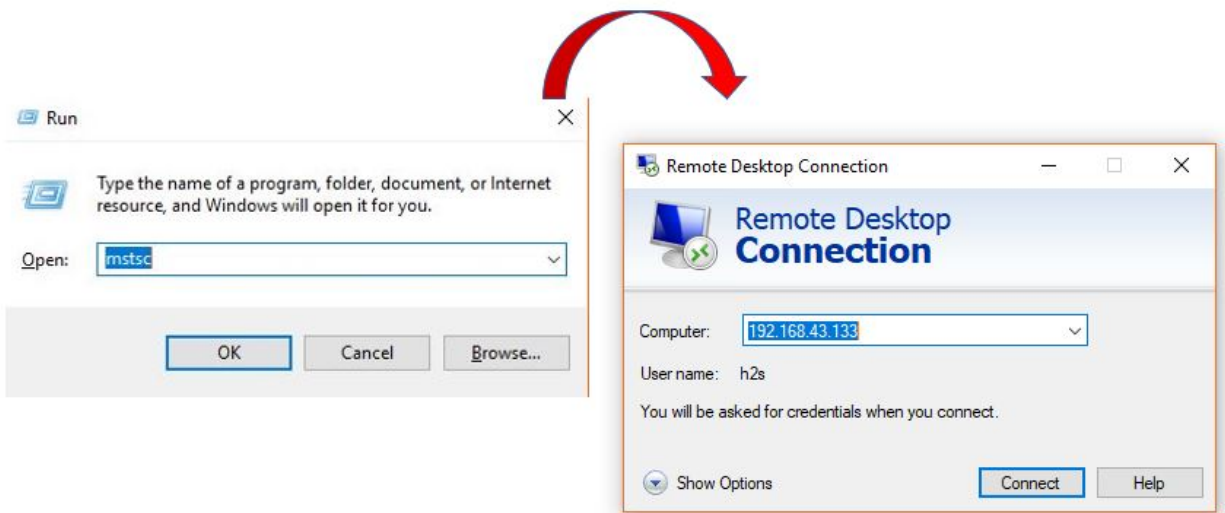 Run
Type the name of a program, folder, document, or Internet
resource, and Windows will open it for you.
Open: mstsc
OK Cancel Browse...
Remote Desktop Connection
Remote Desktop
Connection
Computer: 192.168.43.133
User name: h2s
You will be asked for credentials when you connect.
Show Options Connect Help